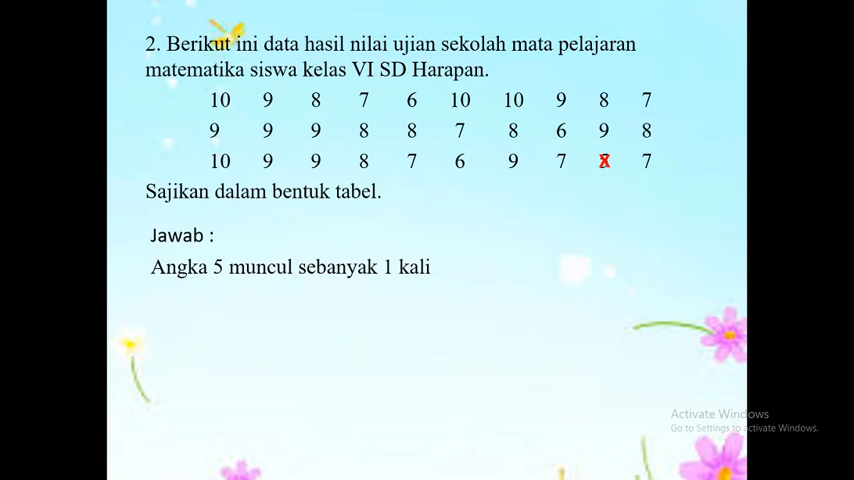 2. Berikut ini data hasil nilai ujian sekolah mata pelajaran
matematika siswa kelas VI SD Harapan.
10 9 8 7 6 10 10 9 8 7
9 9 9 8 8 7 8 6 9 8
10 9 9 8 7 6 9 7 5 7
Sajikan dalam bentuk tabel.
Jawab :
Angka 5 muncul sebanyak 1 kali
Activate Windows
Go to Settings to activate Windows.